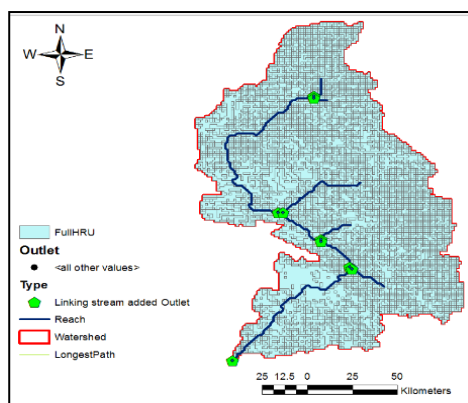 N
W E
S
FullHRU
Outlet
<all other values>
Type
Linking stream added Outlet
Reach
Watershed
LongestPath
25 12.5 0 25 50
Kilometers